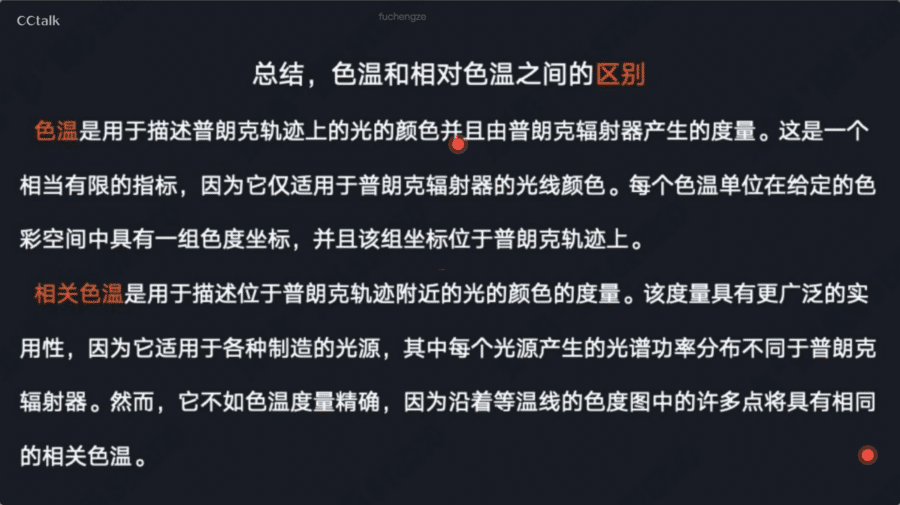 CCtalk
fuchengze
总结，色温和相对色温之间的区别
色温是用于描述普朗克轨迹上的光的颜色并且由普朗克辐射器产生的度量。这是一个
相当有限的指标，因为它仅适用于普朗克辐射器的光线颜色。每个色温单位在给定的色
彩空间中具有一组色度坐标，并且该组坐标位于普朗克轨迹上。
相关色温是用于描述位于普朗克轨迹附近的光的颜色的度量。该度量具有更广泛的实
用性，因为它适用于各种制造的光源，其中每个光源产生的光谱功率分布不同于普朗克
辐射器。然而，它不如色温度量精确，因为沿着等温线的色度图中的许多点将具有相同
的相关色温。